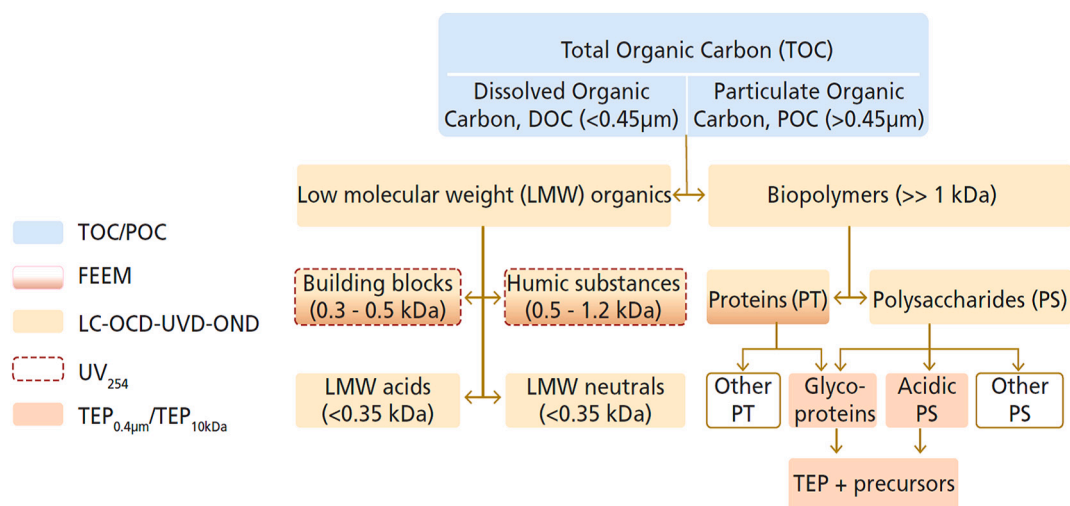 Total Organic Carbon (TOC)
Dissolved Organic
Carbon, DOC (<0.45µm)
Particulate Organic
Carbon, POC (>0.45µm)
Low molecular weight (LMW) organics
Biopolymers (>> 1 kDa)
TOC/POC
FEEM
LC-OCD-UVD-OND
UV254
TEP0.4µm/TEP10kDa
Building blocks
(0.3 - 0.5 kDa)
Humic substances
(0.5 - 1.2 kDa)
Proteins (PT)
Polysaccharides (PS)
LMW acids
(<0.35 kDa)
LMW neutrals
(<0.35 kDa)
Other
PT
Glyco-
proteins
Acidic
PS
Other
PS
TEP + precursors